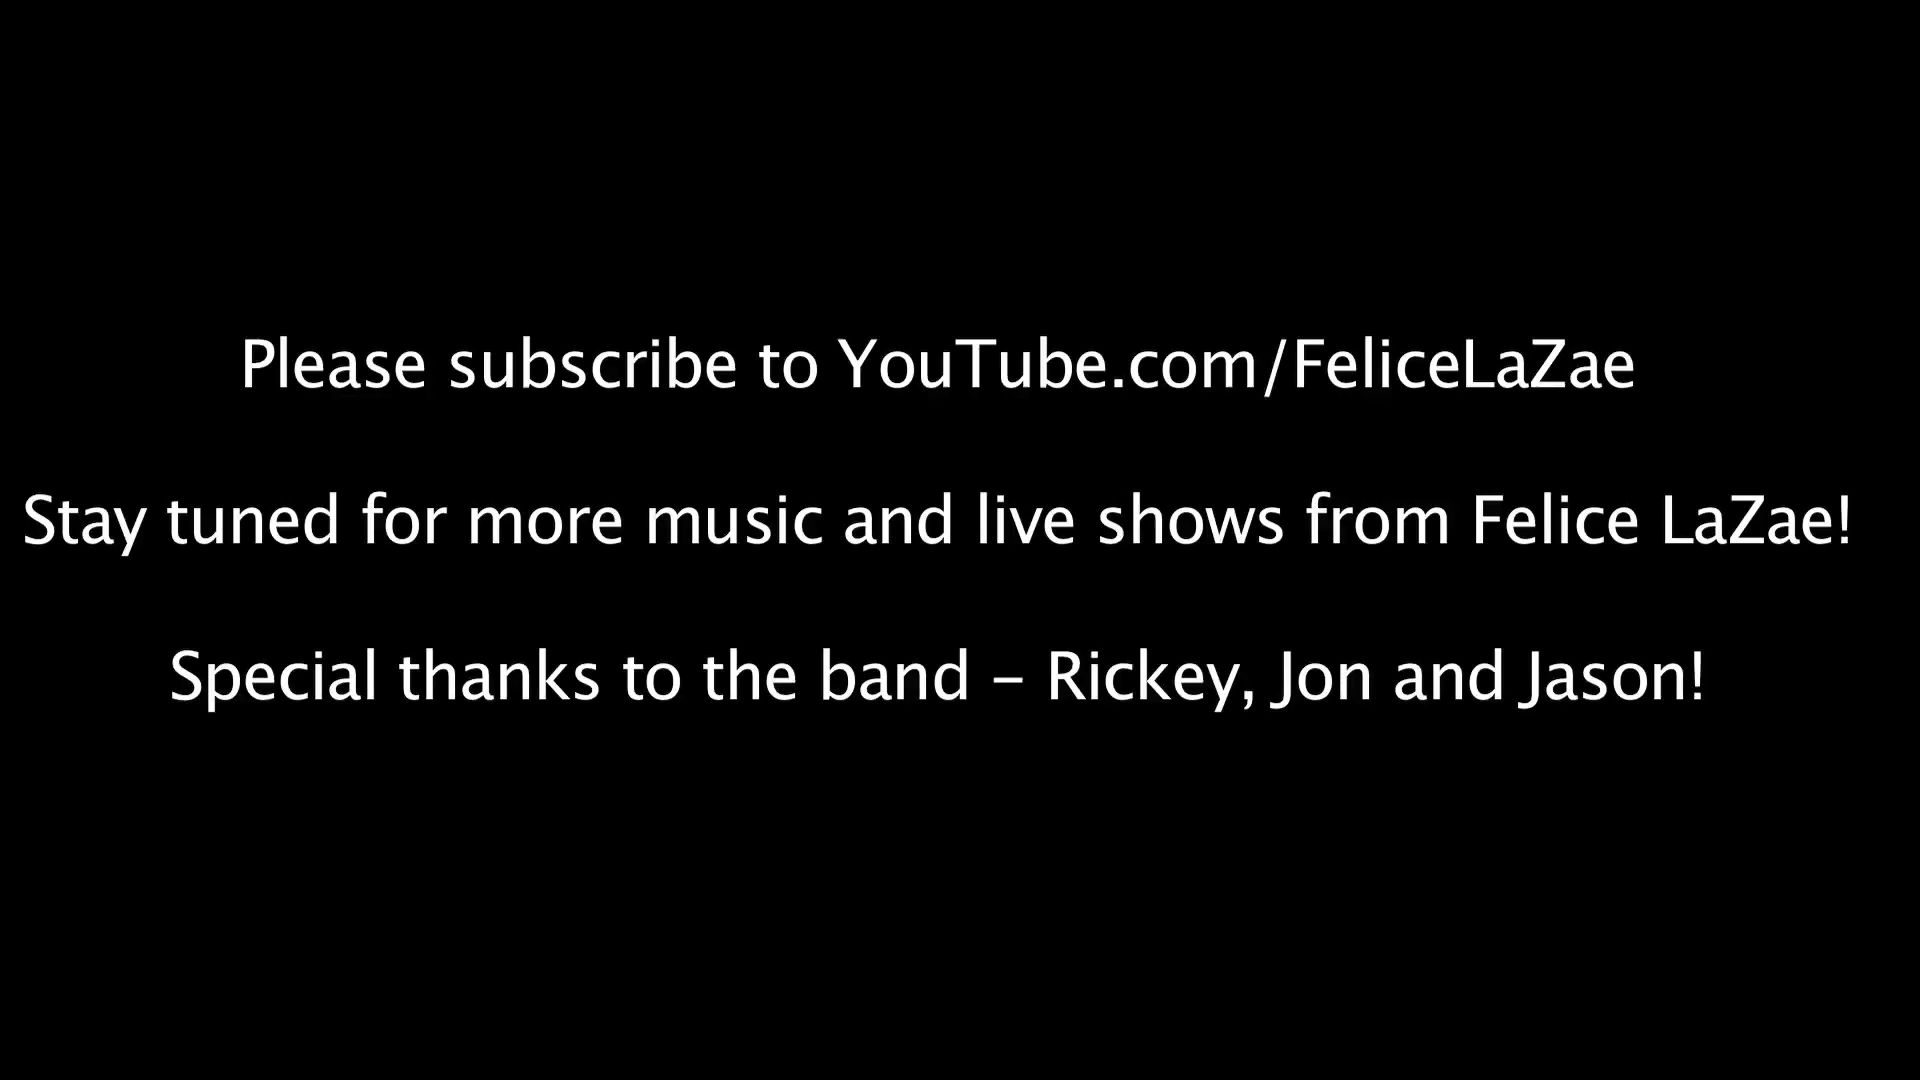 Please subscribe to YouTube.com/FeliceLaZae
Stay tuned for more music and live shows from Felice LaZae!
Special thanks to the band - Rickey, Jon and Jason!